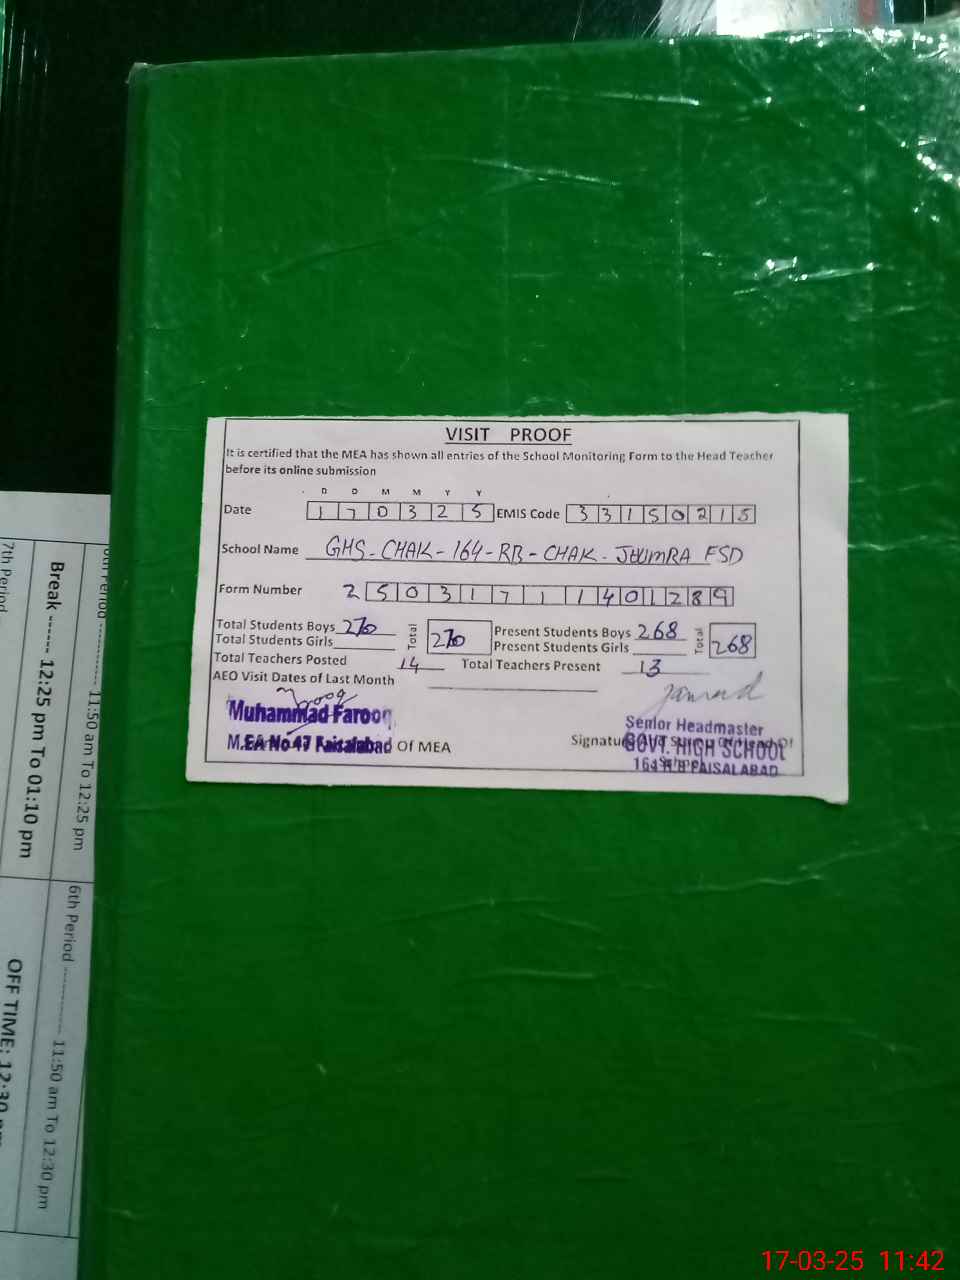 VISIT PROOF
It is certified that the MEA has shown all entries of the School Monitoring Form to the Head Teacher
before its online submission
D D M M Y Y
Date 1 7 0 3 2 5 EMIS Code 3 3 1 5 0 2 1 5
School Name GHS-CHAK-164-RB-CHAK-JHUMRA FSD
Form Number 2 5 0 3 1 7 1 1 4 0 1 2 8 9
Total Students Boys 270 Total 270 Present Students Boys 268 Total 268
Total Students Girls Present Students Girls
Total Teachers Posted 14 Total Teachers Present 13
AEO Visit Dates of Last Month
Muhammad Farooq
M.EA No 47 Faisalabad Of MEA
Senior Headmaster
GOVT. HIGH SCHOOL
164 R.B FAISALABAD
7th Period
Break ------ 12:25 pm To 01:10 pm
11:50 am To 12:25 pm
6th Period ------------ 11:50 am To 12:30 pm
OFF TIME: 12:30 pm
17-03-25 11:42